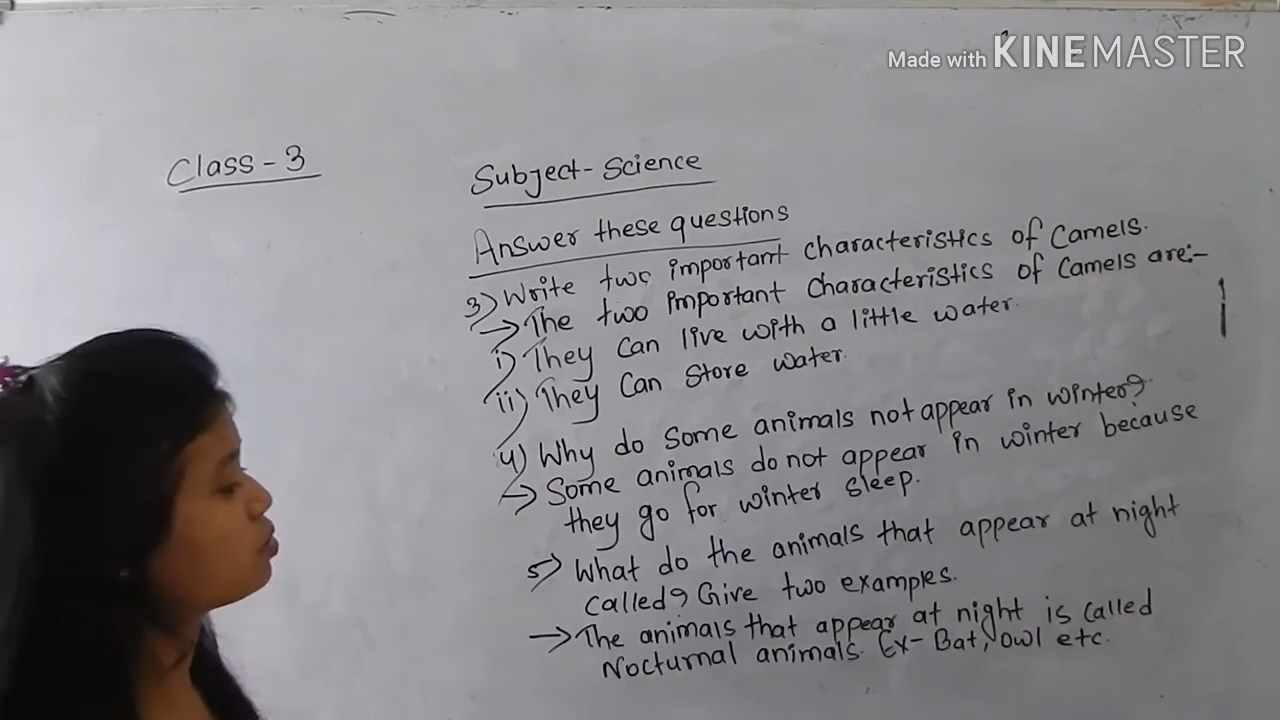 Made with KINEMASTER
Class - 3
Subject - Science
Answer these questions
3) Write two important characteristics of Camels.
→ The two important characteristics of Camels are:-
i) They can live with a little water.
ii) They can store water.
4) Why do some animals not appear in winter?
→ Some animals do not appear in winter because
they go for winter sleep.
5) What do the animals that appear at night
called? Give two examples.
→ The animals that appear at night is called
Nocturnal animals. Ex- Bat, owl etc.